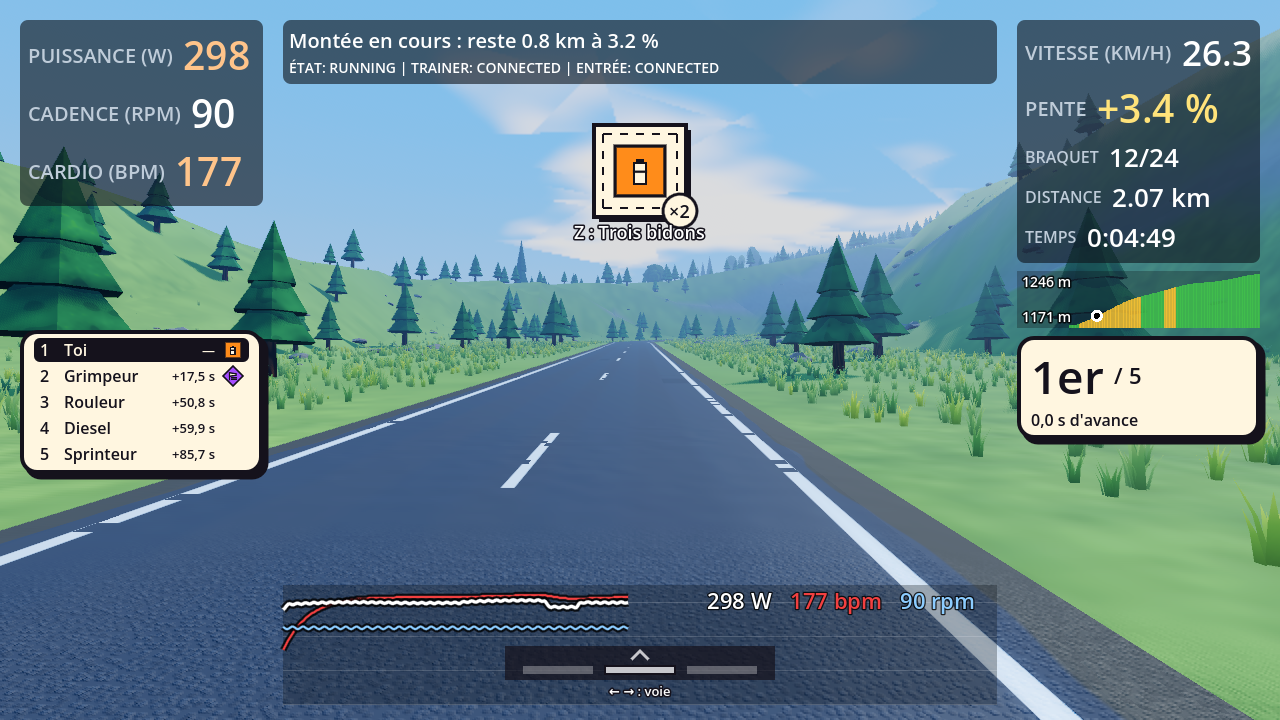 PUISSANCE (W) 298
CADENCE (RPM) 90
CARDIO (BPM) 177
Montée en cours : reste 0.8 km à 3.2 %
ÉTAT: RUNNING | TRAINER: CONNECTED | ENTRÉE: CONNECTED
×2
Z : Trois bidons
VITESSE (KM/H) 26.3
PENTE +3.4 %
BRAQUET 12/24
DISTANCE 2.07 km
TEMPS 0:04:49
1246 m
1171 m
1er / 5
0,0 s d'avance
1 Toi —
2 Grimpeur +17,5 s
3 Rouleur +50,8 s
4 Diesel +59,9 s
5 Sprinteur +85,7 s
298 W 177 bpm 90 rpm
← → : voie